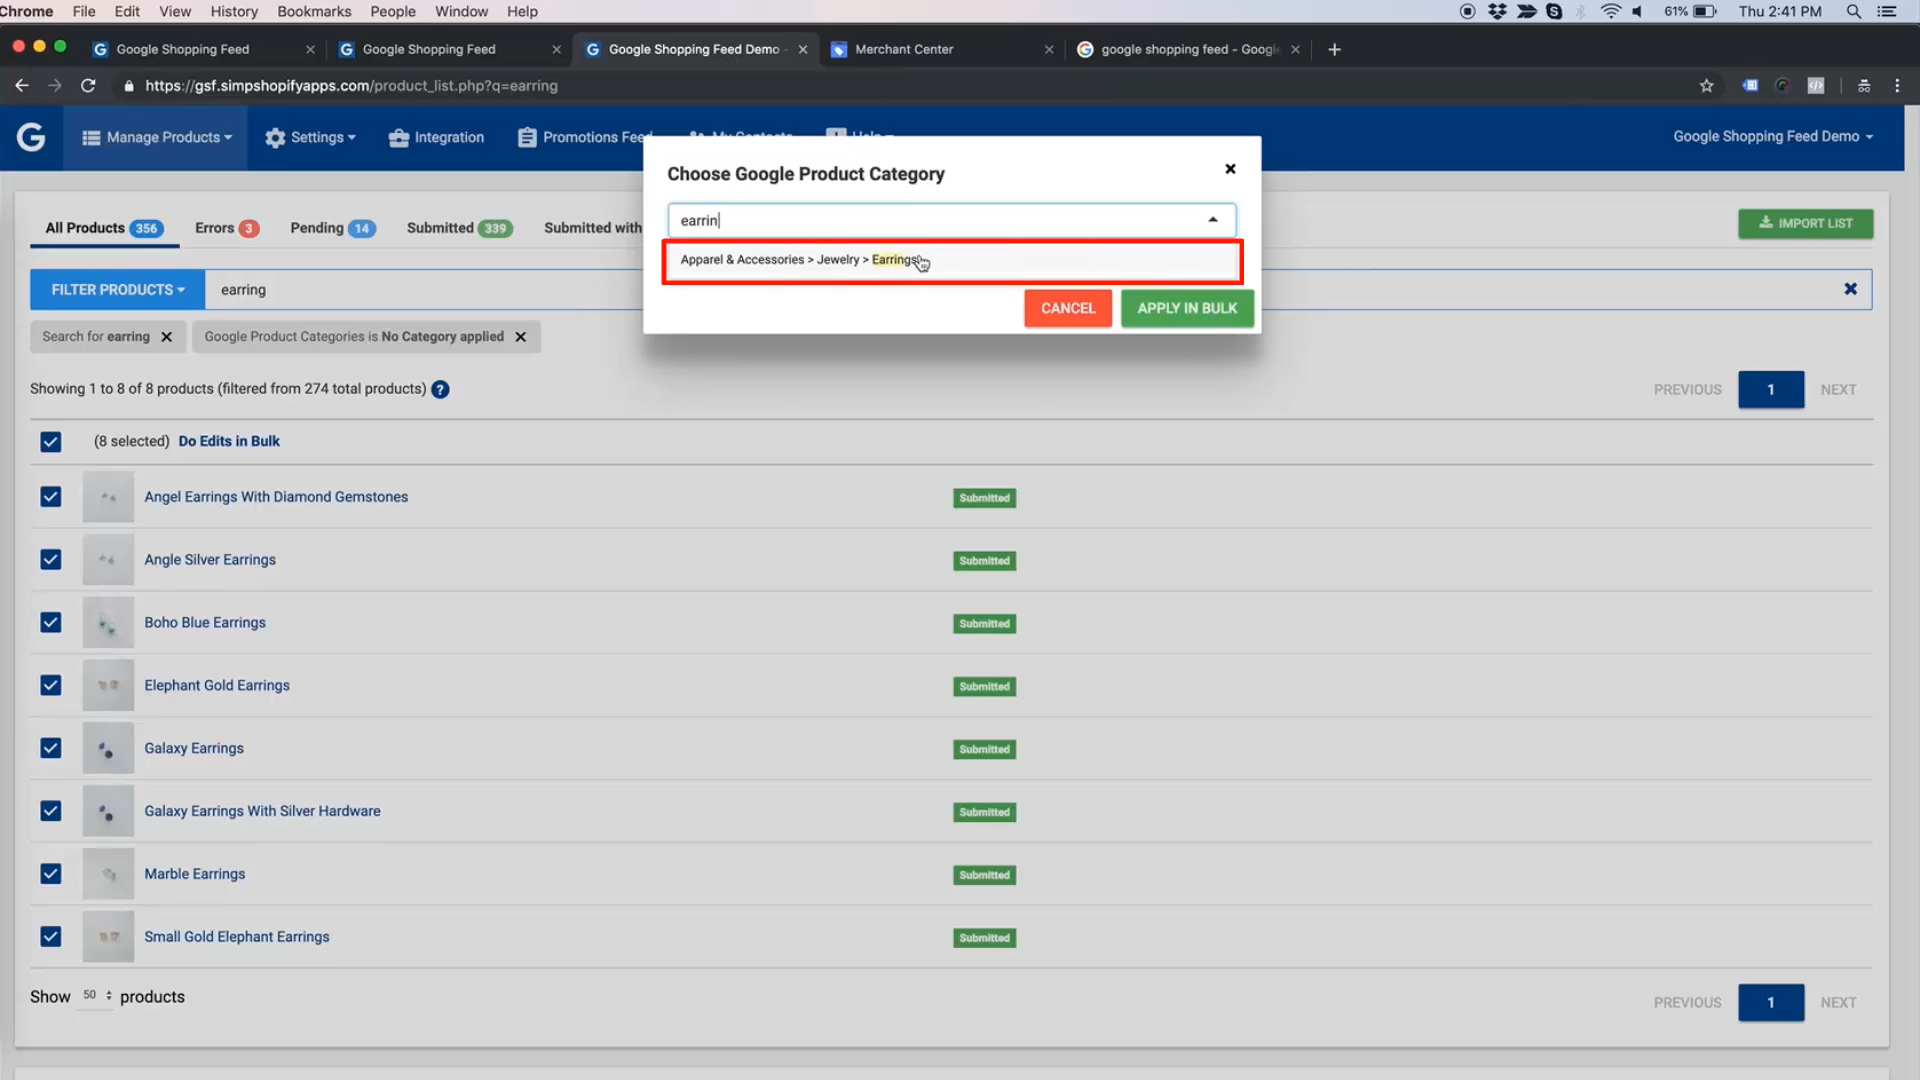 Chrome File Edit View History Bookmarks People Window Help 61% Thu 2:41 PM
Google Shopping Feed Google Shopping Feed Google Shopping Feed Demo - Merchant Center google shopping feed - Google
https://gsf.simpshopifyapps.com/product_list.php?q=earring
G Manage Products Settings Integration Promotions Feed My Contests Help Google Shopping Feed Demo
Choose Google Product Category
earrin
Apparel & Accessories > Jewelry > Earrings
CANCEL APPLY IN BULK
All Products 356 Errors 3 Pending 14 Submitted 339 Submitted with IMPORT LIST
FILTER PRODUCTS earring
Search for earring Google Product Categories is No Category applied
Showing 1 to 8 of 8 products (filtered from 274 total products) ? PREVIOUS 1 NEXT
(8 selected) Do Edits in Bulk
Angel Earrings With Diamond Gemstones Submitted
Angle Silver Earrings Submitted
Boho Blue Earrings Submitted
Elephant Gold Earrings Submitted
Galaxy Earrings Submitted
Galaxy Earrings With Silver Hardware Submitted
Marble Earrings Submitted
Small Gold Elephant Earrings Submitted
Show 50 products PREVIOUS 1 NEXT